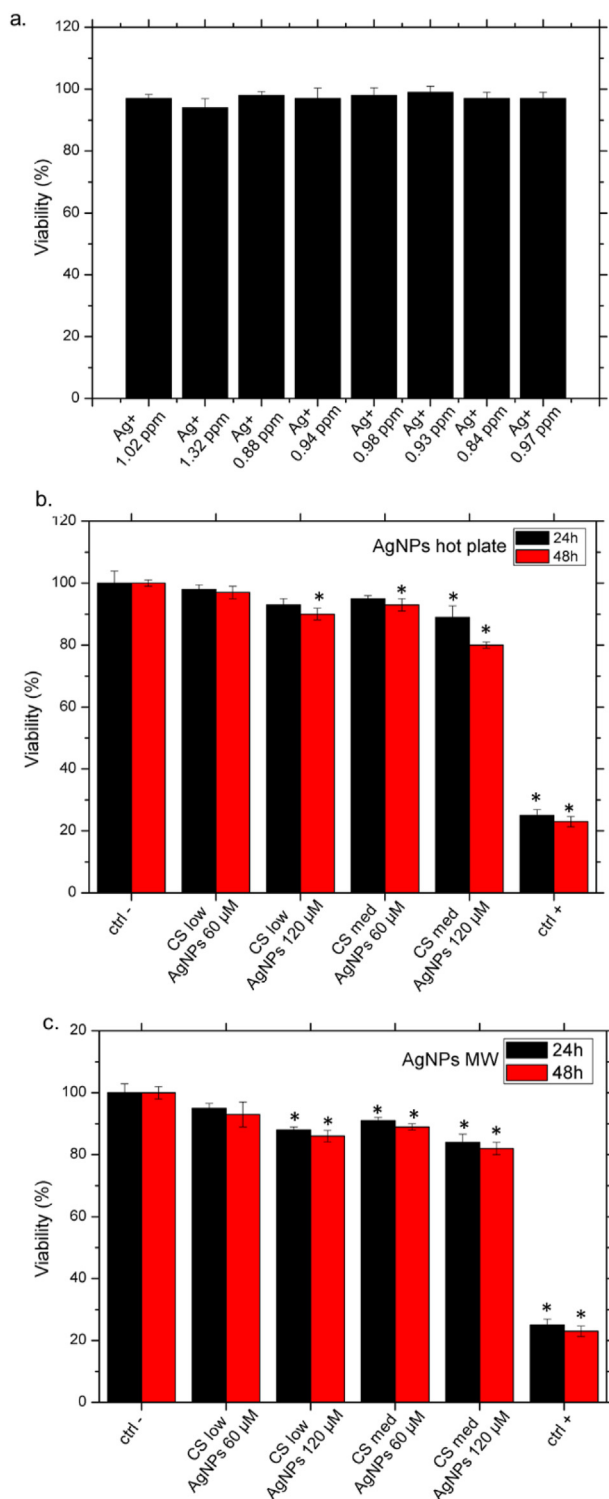 a.
120
100
80
60
40
20
0
Viability (%)
Ag+
1.02 ppm
Ag+
1.32 ppm
Ag+
0.88 ppm
Ag+
0.94 ppm
Ag+
0.98 ppm
Ag+
0.93 ppm
Ag+
0.84 ppm
Ag+
0.97 ppm
b.
120
100
80
60
40
20
0
Viability (%)
AgNPs hot plate
24h
48h
*
*
*
*
*
*
ctrl -
CS low
AgNPs 60 µM
CS low
AgNPs 120 µM
CS med
AgNPs 60 µM
CS med
AgNPs 120 µM
ctrl +
c.
20
100
80
60
40
20
0
Viability (%)
AgNPs MW
24h
48h
*
*
*
*
*
*
*
*
ctrl -
CS low
AgNPs 60 µM
CS low
AgNPs 120 µM
CS med
AgNPs 60 µM
CS med
AgNPs 120 µM
ctrl +